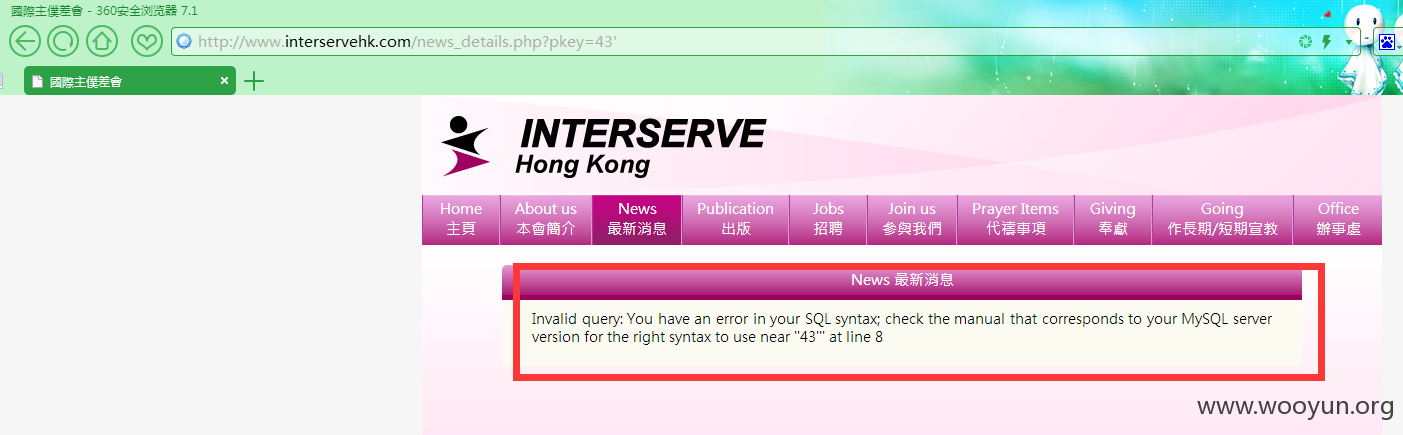 國際主僕差會 - 360安全浏览器 7.1
http://www.interservehk.com/news_details.php?pkey=43'
國際主僕差會
INTERSERVE
Hong Kong
Home About us News Publication Jobs Join us Prayer Items Giving Going Office
主頁 本會簡介 最新消息 出版 招聘 參與我們 代禱事項 奉獻 作長期/短期宣教 辦事處
News 最新消息
Invalid query: You have an error in your SQL syntax; check the manual that corresponds to your MySQL server
version for the right syntax to use near ''43''' at line 8
www.wooyun.org